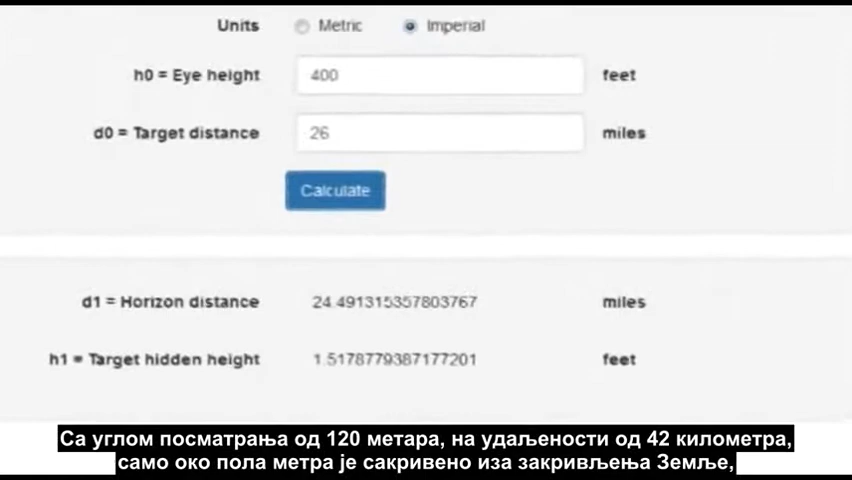 Units Metric Imperial
h0 = Eye height 400 feet
d0 = Target distance 26 miles
Calculate
d1 = Horizon distance 24.491315357803767 miles
h1 = Target hidden height 1.5178779387177201 feet
Са углом посматрања од 120 метара, на удаљености од 42 километра,
само око пола метра је сакривено иза закривљења Земље,